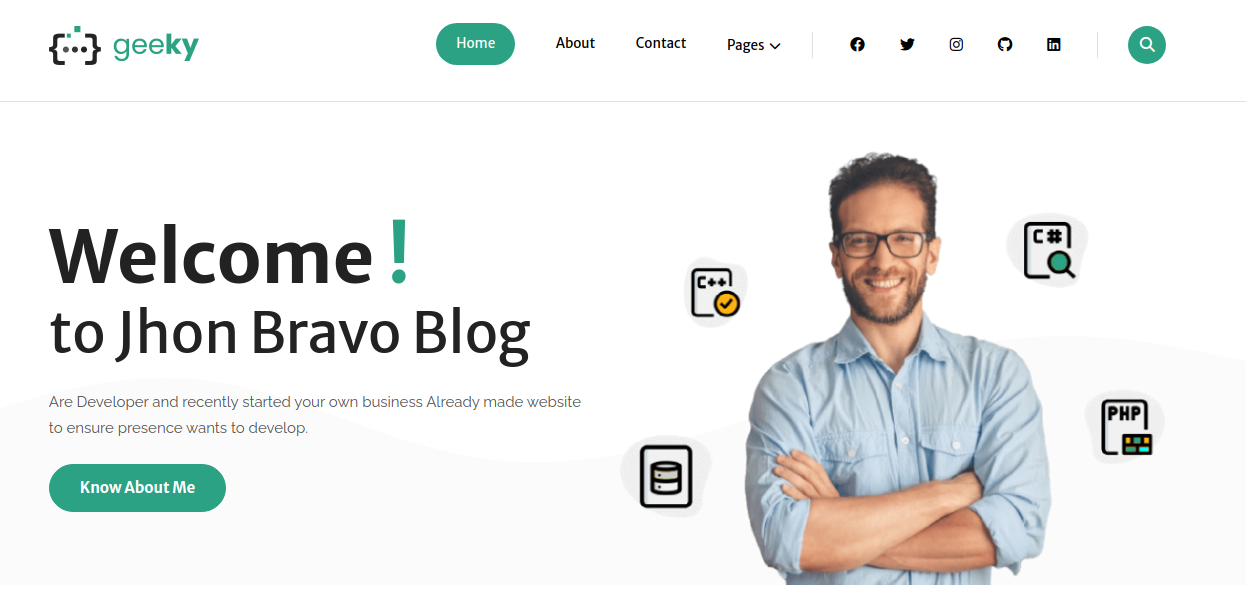 geeky
Home
About
Contact
Pages
Welcome!
to Jhon Bravo Blog
Are Developer and recently started your own business Already made website
to ensure presence wants to develop.
Know About Me
C++
C#
PHP